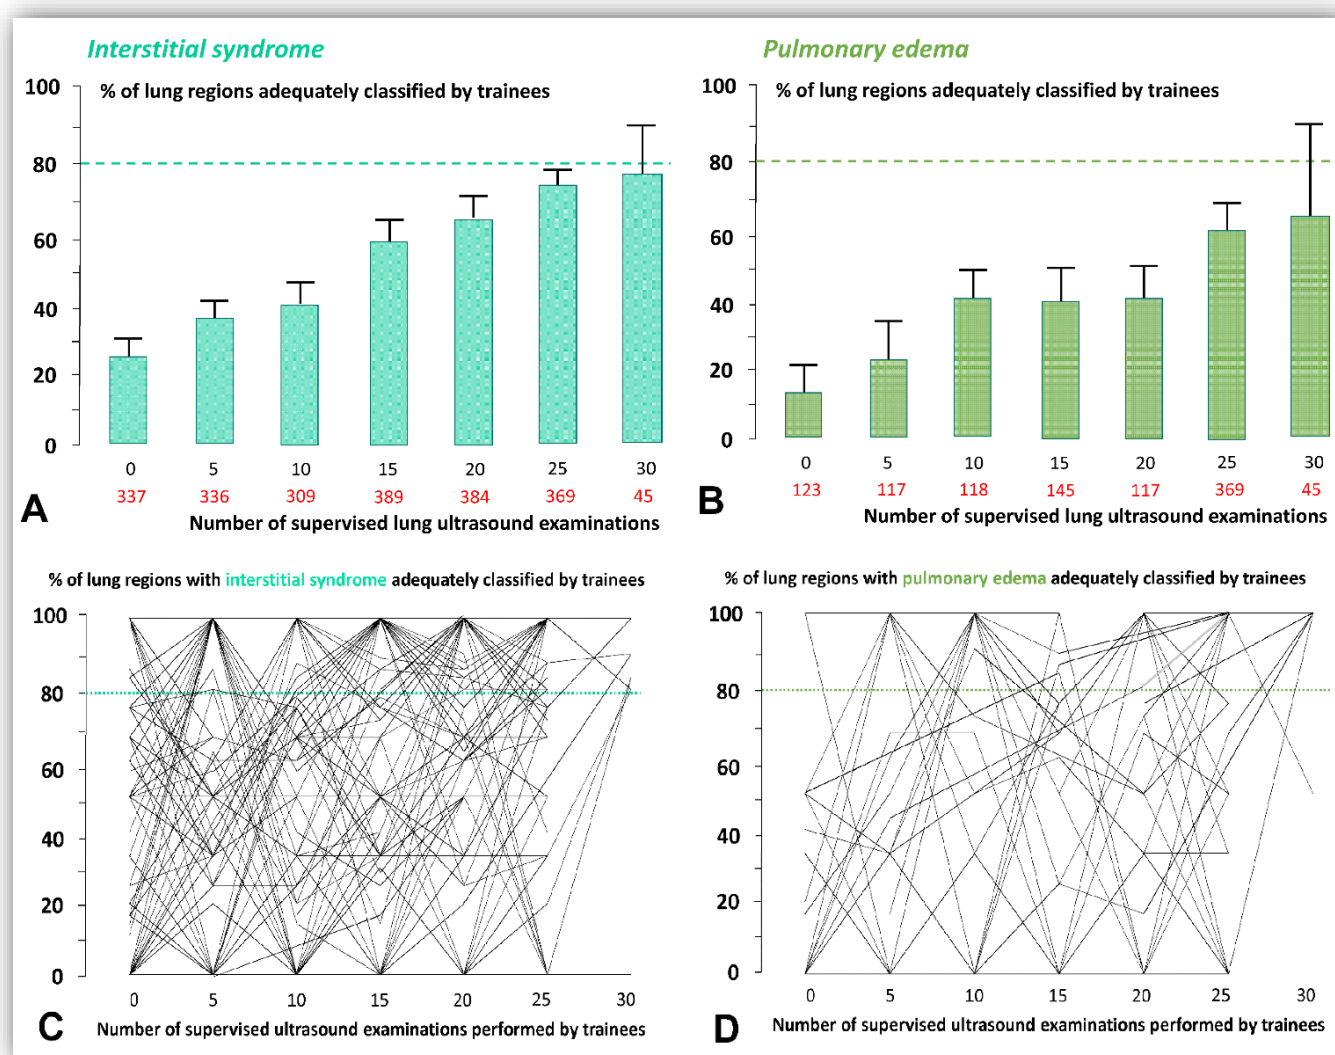 Interstitial syndrome
% of lung regions adequately classified by trainees
100
80
60
40
20
0
0 5 10 15 20 25 30
337 336 309 389 384 369 45
A
Number of supervised lung ultrasound examinations
Pulmonary edema
% of lung regions adequately classified by trainees
100
80
60
40
20
0
0 5 10 15 20 25 30
123 117 118 145 117 369 45
B
Number of supervised lung ultrasound examinations
% of lung regions with interstitial syndrome adequately classified by trainees
100
80
60
40
20
0
0 5 10 15 20 25 30
C
Number of supervised ultrasound examinations performed by trainees
% of lung regions with pulmonary edema adequately classified by trainees
100
80
60
40
20
0
0 5 10 15 20 25 30
D
Number of supervised ultrasound examinations performed by trainees